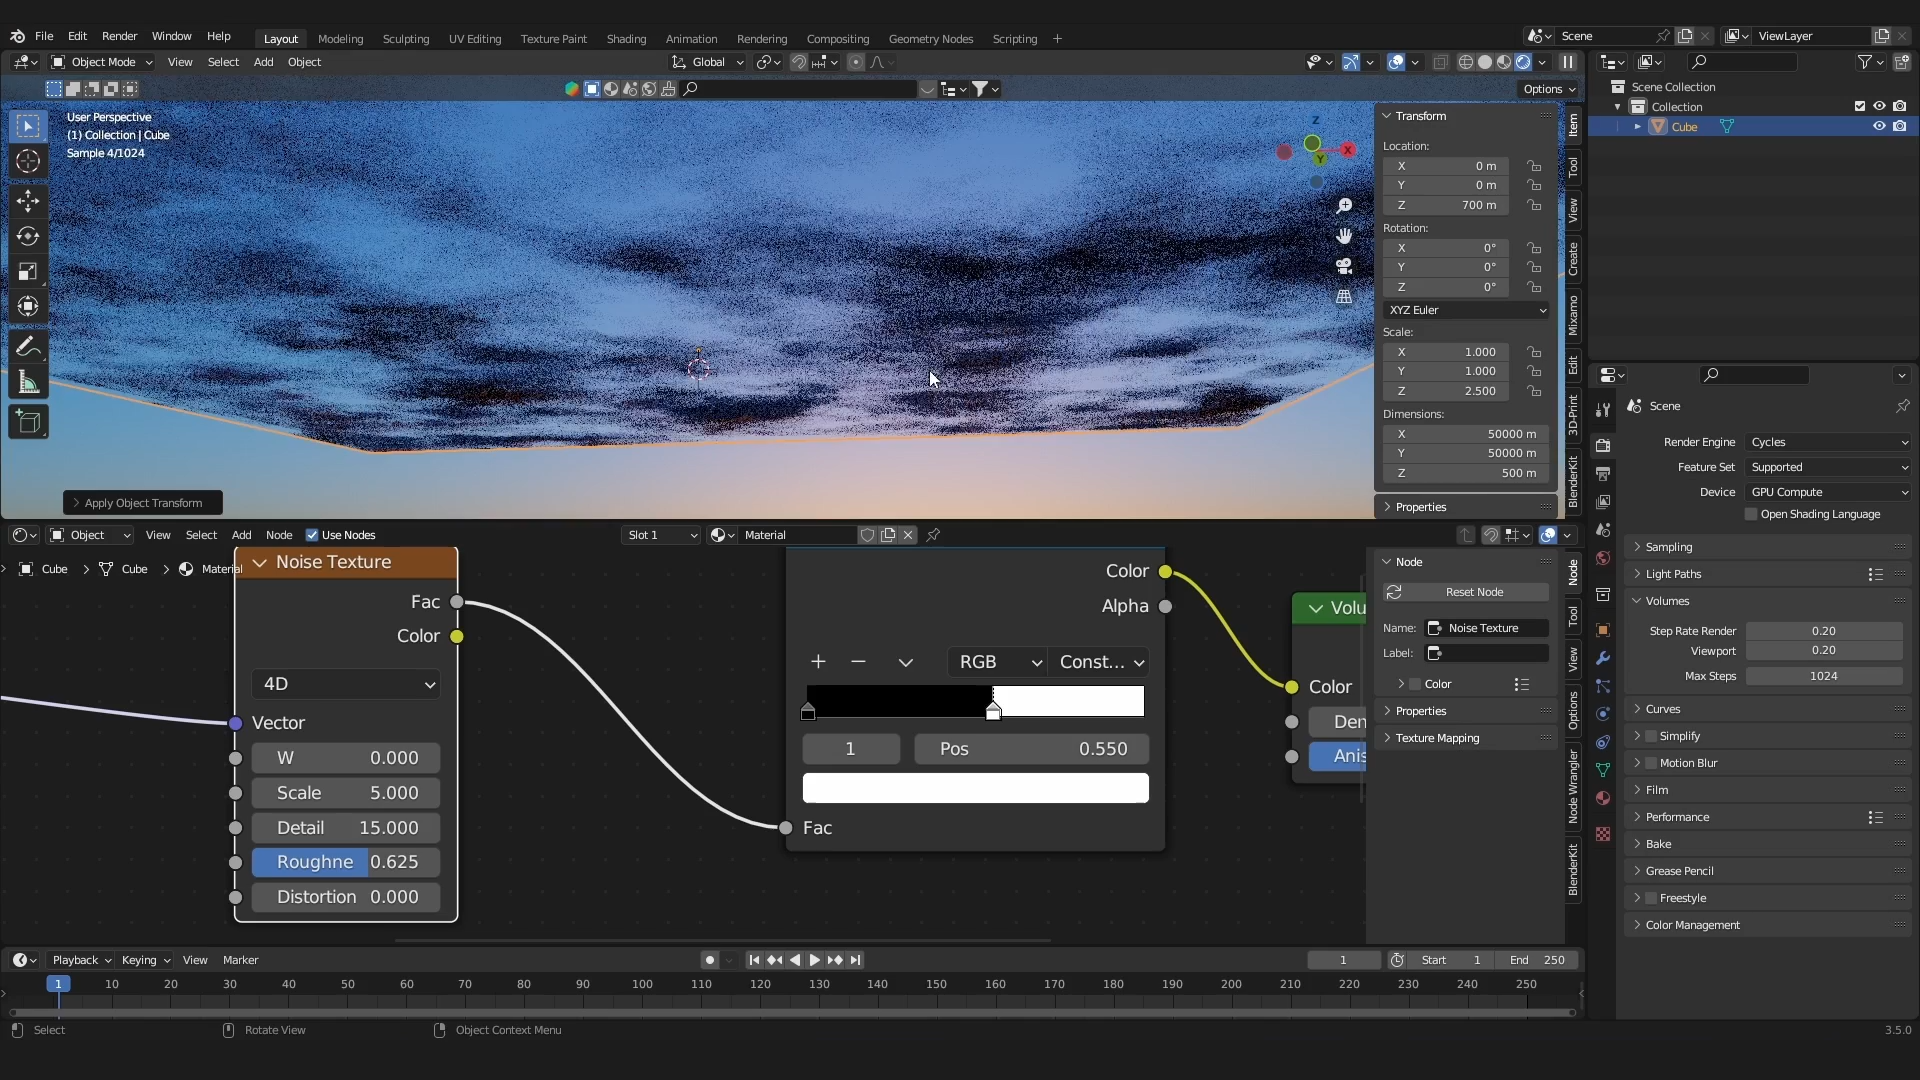 File Edit Render Window Help Layout Modeling Sculpting UV Editing Texture Paint Shading Animation Rendering Compositing Geometry Nodes Scripting + Scene ViewLayer
Object Mode View Select Add Object Global
Options
User Perspective
(1) Collection | Cube
Sample 4/1024
Z
X
Y
Transform
Location:
X 0 m
Y 0 m
Z 700 m
Rotation:
X 0°
Y 0°
Z 0°
XYZ Euler
Scale:
X 1.000
Y 1.000
Z 2.500
Dimensions:
X 50000 m
Y 50000 m
Z 500 m
Properties
Item
Tool
View
Create
Mixamo
Edit
3D-Print
BlenderKit
Apply Object Transform
Scene Collection
Collection
Cube
Scene
Render Engine Cycles
Feature Set Supported
Device GPU Compute
Open Shading Language
Sampling
Light Paths
Volumes
Step Rate Render 0.20
Viewport 0.20
Max Steps 1024
Curves
Simplify
Motion Blur
Film
Performance
Bake
Grease Pencil
Freestyle
Color Management
Object View Select Add Node Use Nodes Slot 1 Material
Cube > Cube > Material
Noise Texture
Fac
Color
4D
Vector
W 0.000
Scale 5.000
Detail 15.000
Roughne 0.625
Distortion 0.000
Color
Alpha
+ − RGB Const...
1 Pos 0.550
Fac
Volu
Color
Den
Anis
Node
Reset Node
Name: Noise Texture
Label:
Color
Properties
Texture Mapping
Node
Tool
View
Options
Node Wrangler
BlenderKit
Playback Keying View Marker 1 Start 1 End 250
1 10 20 30 40 50 60 70 80 90 100 110 120 130 140 150 160 170 180 190 200 210 220 230 240 250
Select Rotate View Object Context Menu 3.5.0